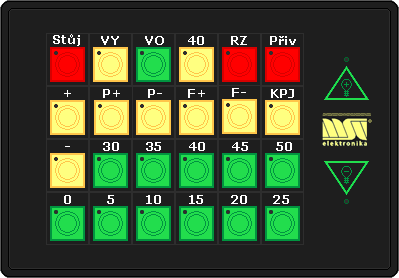 Stůj VY VO 40 RZ Přiv
+ P+ P- F+ F- KPJ
- 30 35 40 45 50
0 5 10 15 20 25
elektronika